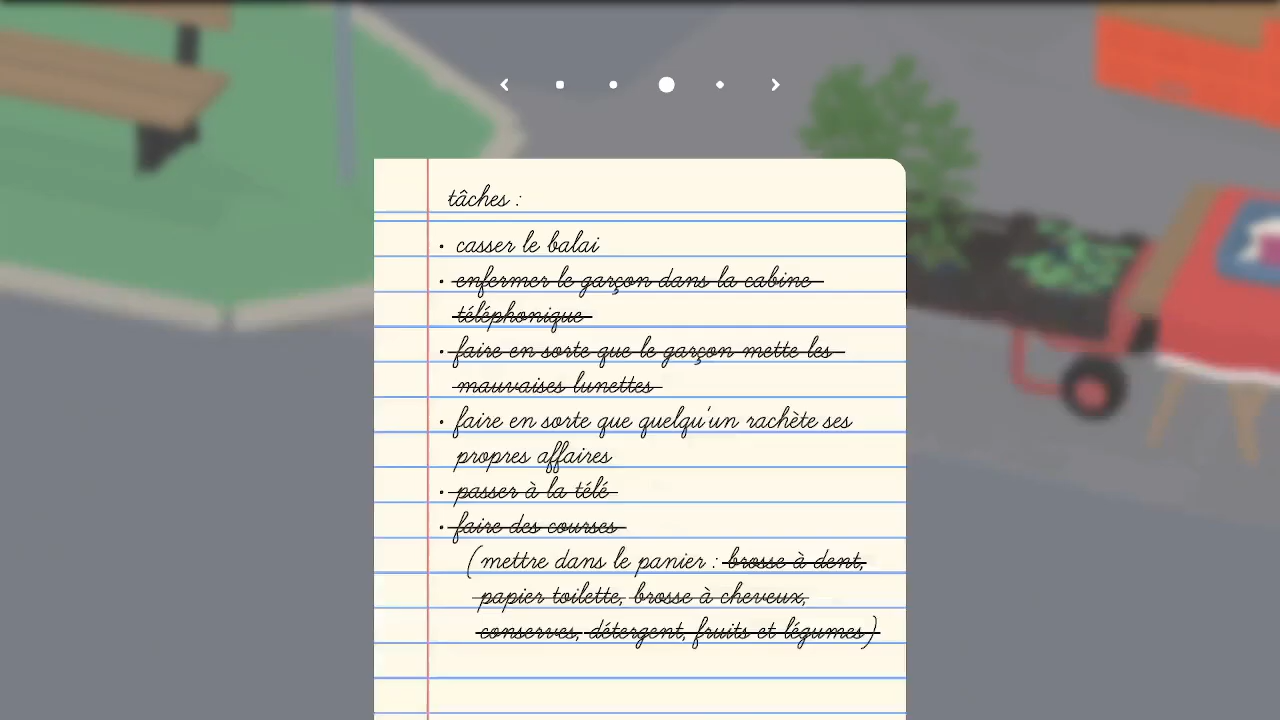 tâches :
• casser le balai
• enfermer le garçon dans la cabine
téléphonique
• faire en sorte que le garçon mette les
mauvaises lunettes
• faire en sorte que quelqu'un rachète ses
propres affaires
• passer à la télé
• faire des courses
(mettre dans le panier : brosse à dent,
papier toilette, brosse à cheveux,
conserves, détergent, fruits et légumes)